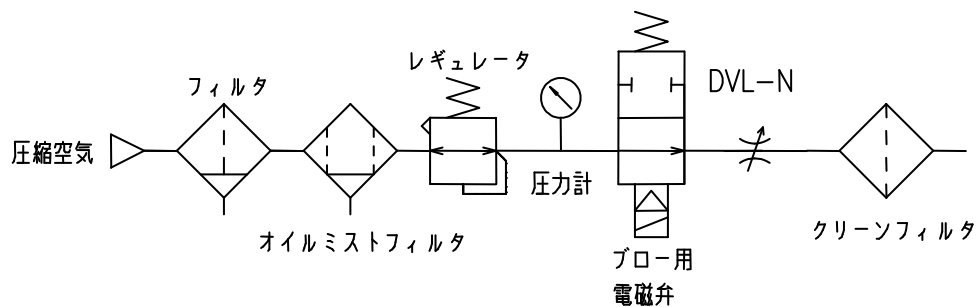 レギュレータ
フィルタ
DVL-N
圧縮空気
圧力計
オイルミストフィルタ
クリーンフィルタ
ブロー用
電磁弁